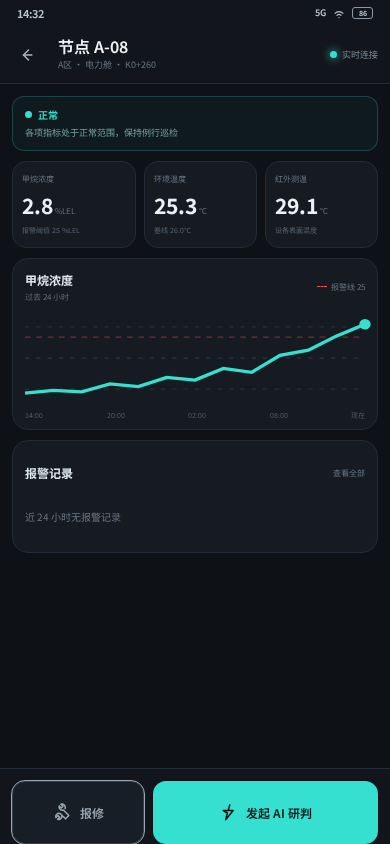 14:32
5G
86
节点 A-08
A区 · 电力舱 · K0+260
实时连接
正常
各项指标处于正常范围，保持例行巡检
甲烷浓度
2.8 %LEL
报警阈值 25 %LEL
环境温度
25.3 ℃
基线 26.0℃
红外测温
29.1 ℃
设备表面温度
甲烷浓度
过去 24 小时
报警线 25
14:00
20:00
02:00
08:00
现在
报警记录
查看全部
近 24 小时无报警记录
报修
发起 AI 研判